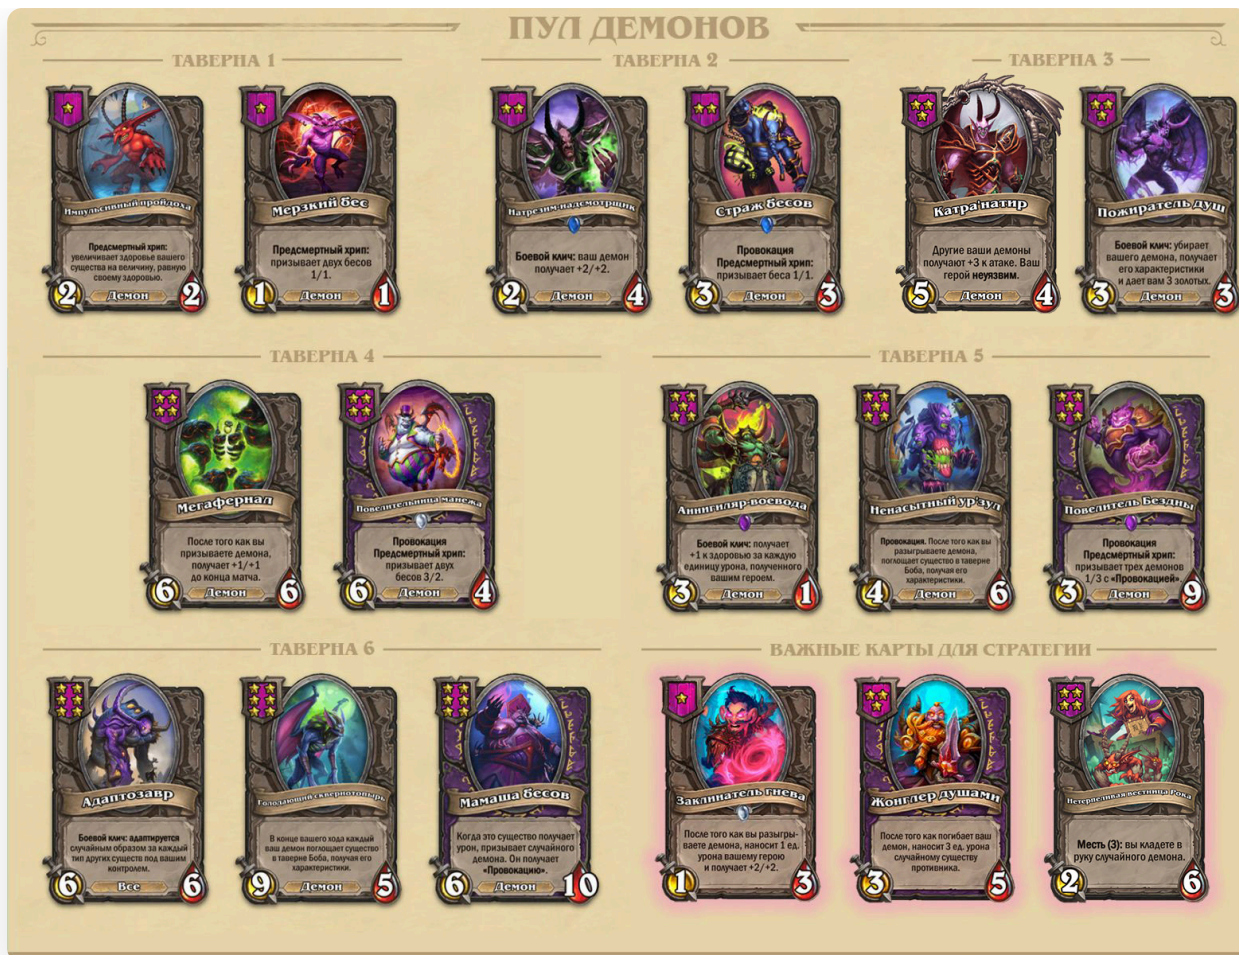 ПУЛ ДЕМОНОВ
ТАВЕРНА 1
ТАВЕРНА 2
ТАВЕРНА 3
Импульсивный пройдоха
Предсмертный хрип:
увеличивает здоровье вашего
существа на величину, равную
своему здоровью.
2
Демон
2
Мерзкий бес
Предсмертный хрип:
призывает двух бесов
1/1.
1
Демон
1
Натрезим-надсмотрщик
Боевой клич: ваш демон
получает +2/+2.
2
Демон
4
Страж бесов
Провокация
Предсмертный хрип:
призывает беса 1/1.
3
Демон
3
Катра'натир
Другие ваши демоны
получают +3 к атаке. Ваш
герой неуязвим.
5
Демон
4
Пожиратель душ
Боевой клич: убирает
вашего демона, получает
его характеристики
и дает вам 3 золотых.
3
Демон
3
ТАВЕРНА 4
ТАВЕРНА 5
Мегафернал
После того как вы
призываете демона,
получает +1/+1
до конца матча.
6
Демон
6
Повелительница манежа
Провокация
Предсмертный хрип:
призывает двух
бесов 3/2.
6
Демон
4
Аннигиляр-воевода
Боевой клич: получает
+1 к здоровью за каждую
единицу урона, полученного
вашим героем.
3
Демон
1
Ненасытный ур'зул
Провокация. После того как вы
разыгрываете демона,
поглощает существо в таверне
Боба, получая его
характеристики.
4
Демон
6
Повелитель Бездны
Провокация
Предсмертный хрип:
призывает трех демонов
1/3 с «Провокацией».
3
Демон
9
ТАВЕРНА 6
ВАЖНЫЕ КАРТЫ ДЛЯ СТРАТЕГИИ
Адаптозавр
Боевой клич: адаптируется
случайным образом за каждый
тип других существ под вашим
контролем.
6
Все
6
Голодающий сквернотопырь
В конце вашего хода каждый
ваш демон поглощает существо
в таверне Боба, получая его
характеристики.
9
Демон
5
Мамаша бесов
Когда это существо получает
урон, призывает случайного
демона. Он получает
«Провокацию».
6
Демон
10
Заклинатель гнева
После того как вы разыгры-
ваете демона, наносит 1 ед.
урона вашему герою
и получает +2/+2.
1
3
Жонглер душами
После того как погибает ваш
демон, наносит 3 ед. урона
случайному существу
противника.
3
5
Нетерпеливая вестница рока
Месть (3): вы кладете в
руку случайного демона.
2
6